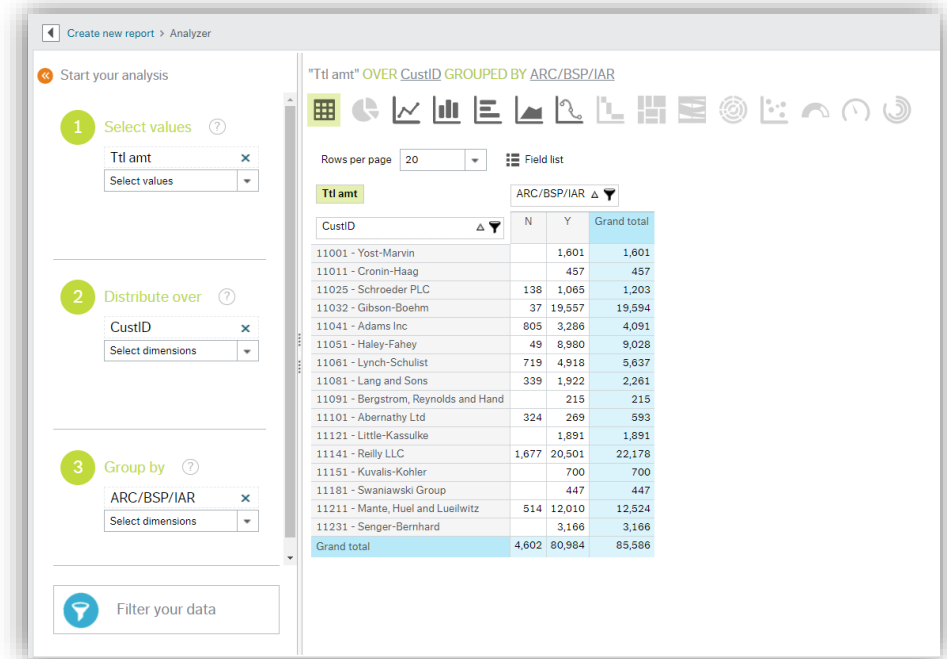 Create new report > Analyzer
Start your analysis
1 Select values ?
Ttl amt ×
Select values
2 Distribute over ?
CustID ×
Select dimensions
3 Group by ?
ARC/BSP/IAR ×
Select dimensions
Filter your data
"Ttl amt" OVER CustID GROUPED BY ARC/BSP/IAR
Rows per page 20 Field list
Ttl amt ARC/BSP/IAR
CustID N Y Grand total
11001 - Yost-Marvin 1,601 1,601
11011 - Cronin-Haag 457 457
11025 - Schroeder PLC 138 1,065 1,203
11032 - Gibson-Boehm 37 19,557 19,594
11041 - Adams Inc 805 3,286 4,091
11051 - Haley-Fahey 49 8,980 9,028
11061 - Lynch-Schulist 719 4,918 5,637
11081 - Lang and Sons 339 1,922 2,261
11091 - Bergstrom, Reynolds and Hand 215 215
11101 - Abernathy Ltd 324 269 593
11121 - Little-Kassulke 1,891 1,891
11141 - Reilly LLC 1,677 20,501 22,178
11151 - Kuvalis-Kohler 700 700
11181 - Swaniawski Group 447 447
11211 - Mante, Huel and Lueilwitz 514 12,010 12,524
11231 - Senger-Bernhard 3,166 3,166
Grand total 4,602 80,984 85,586